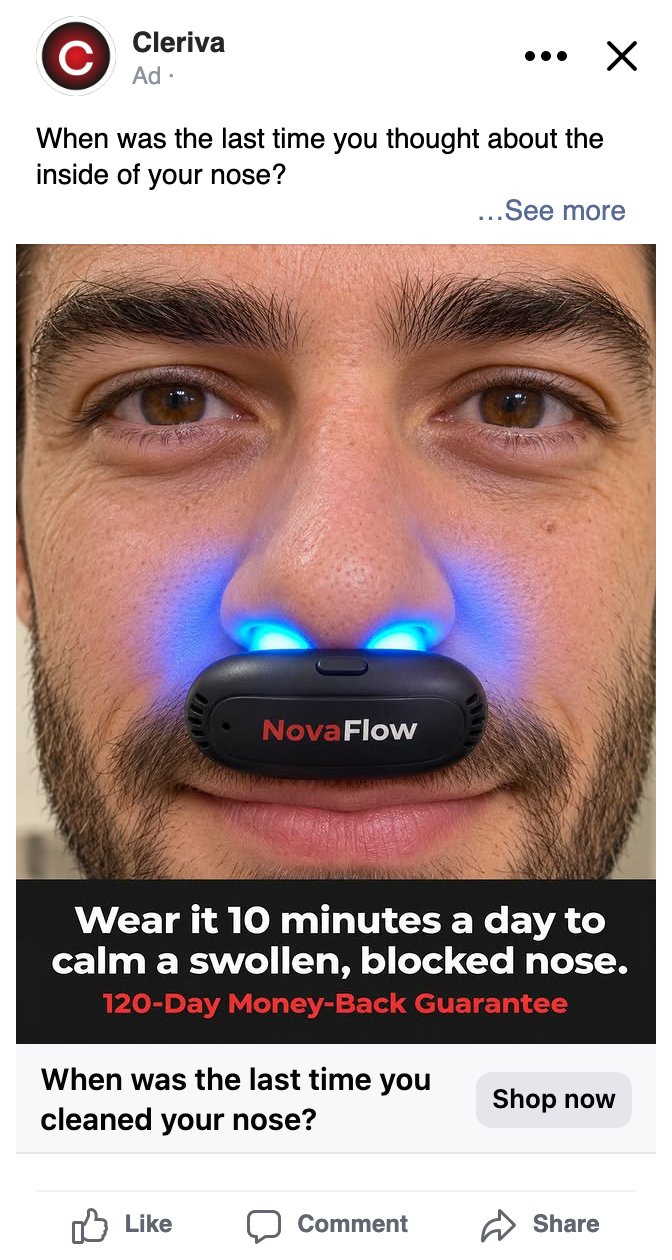 C
Cleriva
Ad ·
When was the last time you thought about the
inside of your nose?
...See more
NovaFlow
Wear it 10 minutes a day to
calm a swollen, blocked nose.
120-Day Money-Back Guarantee
When was the last time you
cleaned your nose?
Shop now
Like
Comment
Share